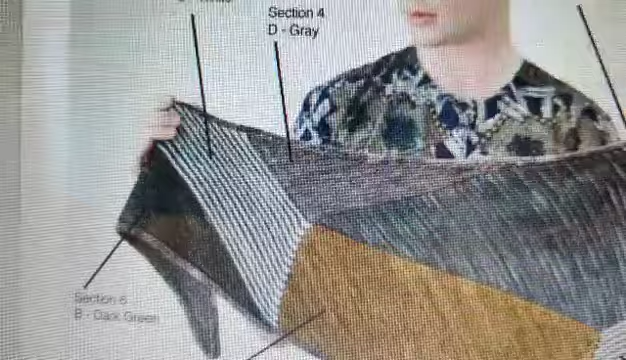 Section 4
D - Gray
Section 6
B - Dark Green